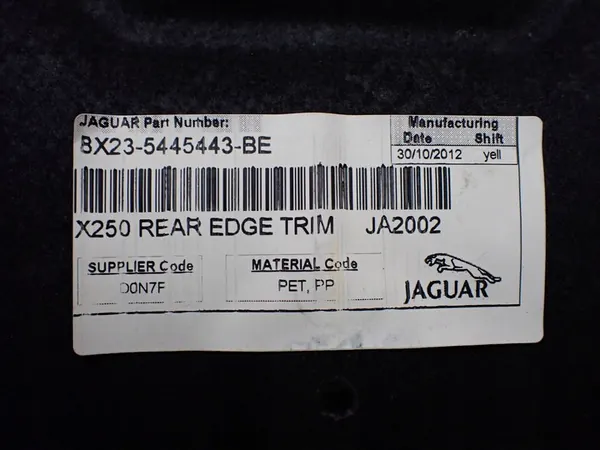 JAGUAR Part Number:
BX23-5445443-BE
Manufacturing
Date Shift
30/10/2012 yell
X250 REAR EDGE TRIM JA2002
SUPPLIER Code
D0N7F
MATERIAL Code
PET, PP
JAGUAR